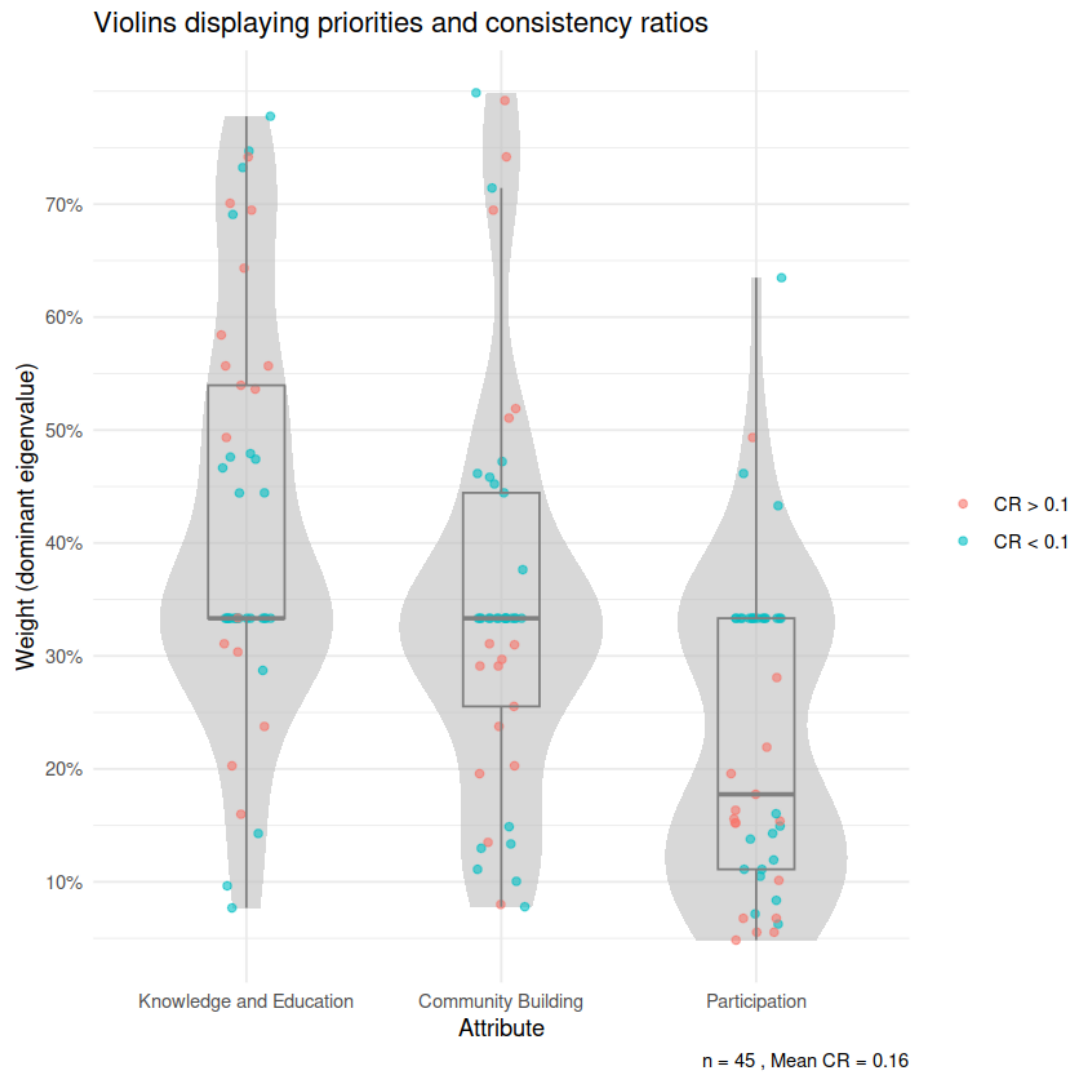 Violins displaying priorities and consistency ratios
Weight (dominant eigenvalue)
70%
60%
50%
40%
30%
20%
10%
Knowledge and Education
Community Building
Participation
Attribute
CR > 0.1
CR < 0.1
n = 45 , Mean CR = 0.16